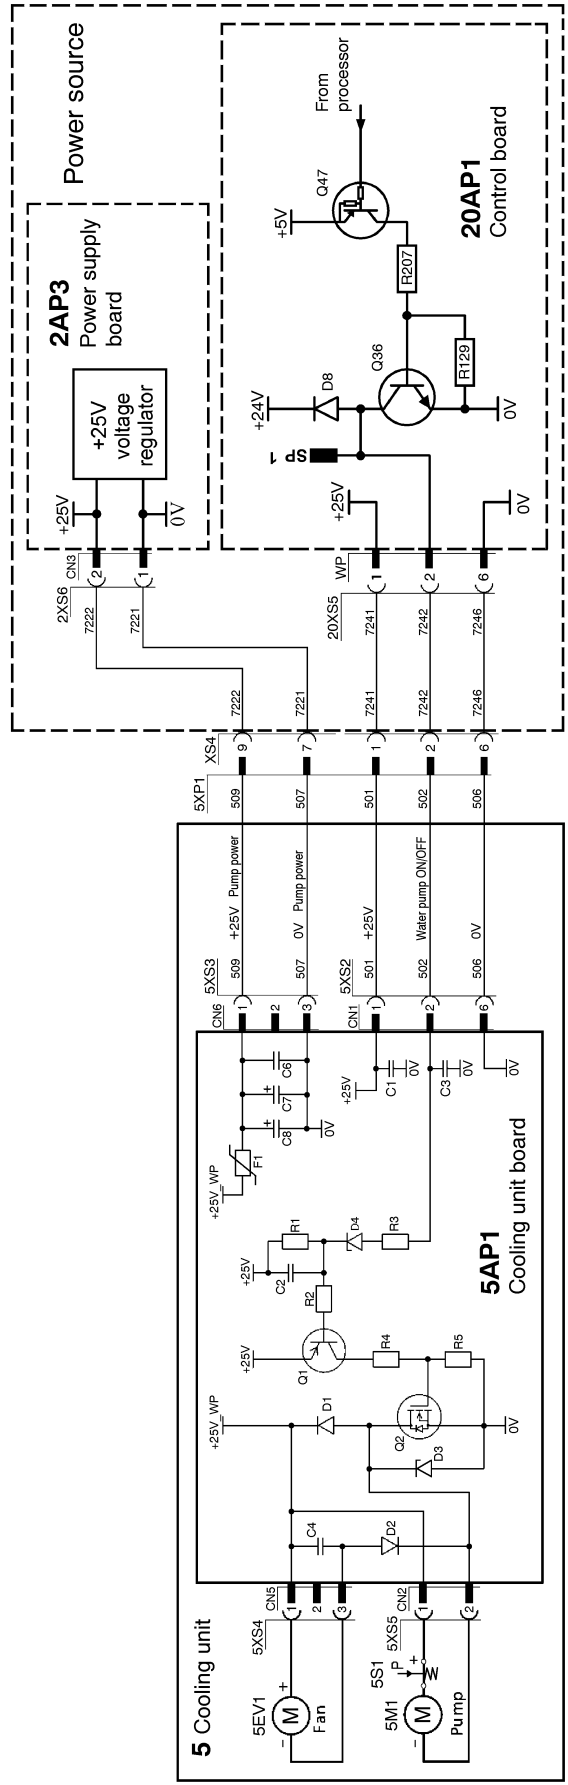 Power source
2AP3
Power supply
board
+25V
voltage
regulator
+25V
0V
CN3
2
1
2XS6
7222
7221
From
processor
Q47
+5V
R207
20AP1
Control board
Q36
R129
D8
+24V
0V
SP 1
+25V
0V
WP
1
2
6
20XS5
7241
7242
7246
7222
7221
7241
7242
7246
XS4
9
7
1
2
6
5XP1
509
507
501
502
506
+25V Pump power
0V Pump power
+25V
Water pump ON/OFF
0V
5XS3
509
507
5XS2
501
502
506
CN6
1
2
3
CN1
1
2
6
C6
C7
+
C8
+
0V
F1
+25V_WP
+25V
C1
0V
C3
0V
0V
R1
C2
+25V
D4
R3
R2
Q1
+25V
R4
R5
5AP1
Cooling unit board
+25V_WP
D1
Q2
D3
0V
C4
D2
CN5
1
2
3
CN2
1
2
5XS4
5XS5
5 Cooling unit
5EV1
M
+
-
Fan
5S1
P
+
5M1
M
-
Pump